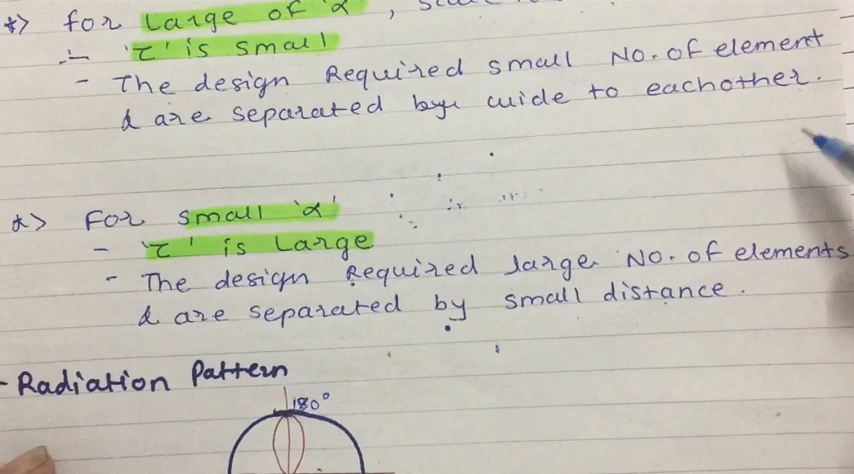 *> for Large of 'α',
- 'τ' is small
- The design Required small No. of element
& are separated by wide to eachother.
*> For small 'α'
- 'τ' is Large
- The design Required large No. of elements
& are separated by small distance.
- Radiation Pattern
180°